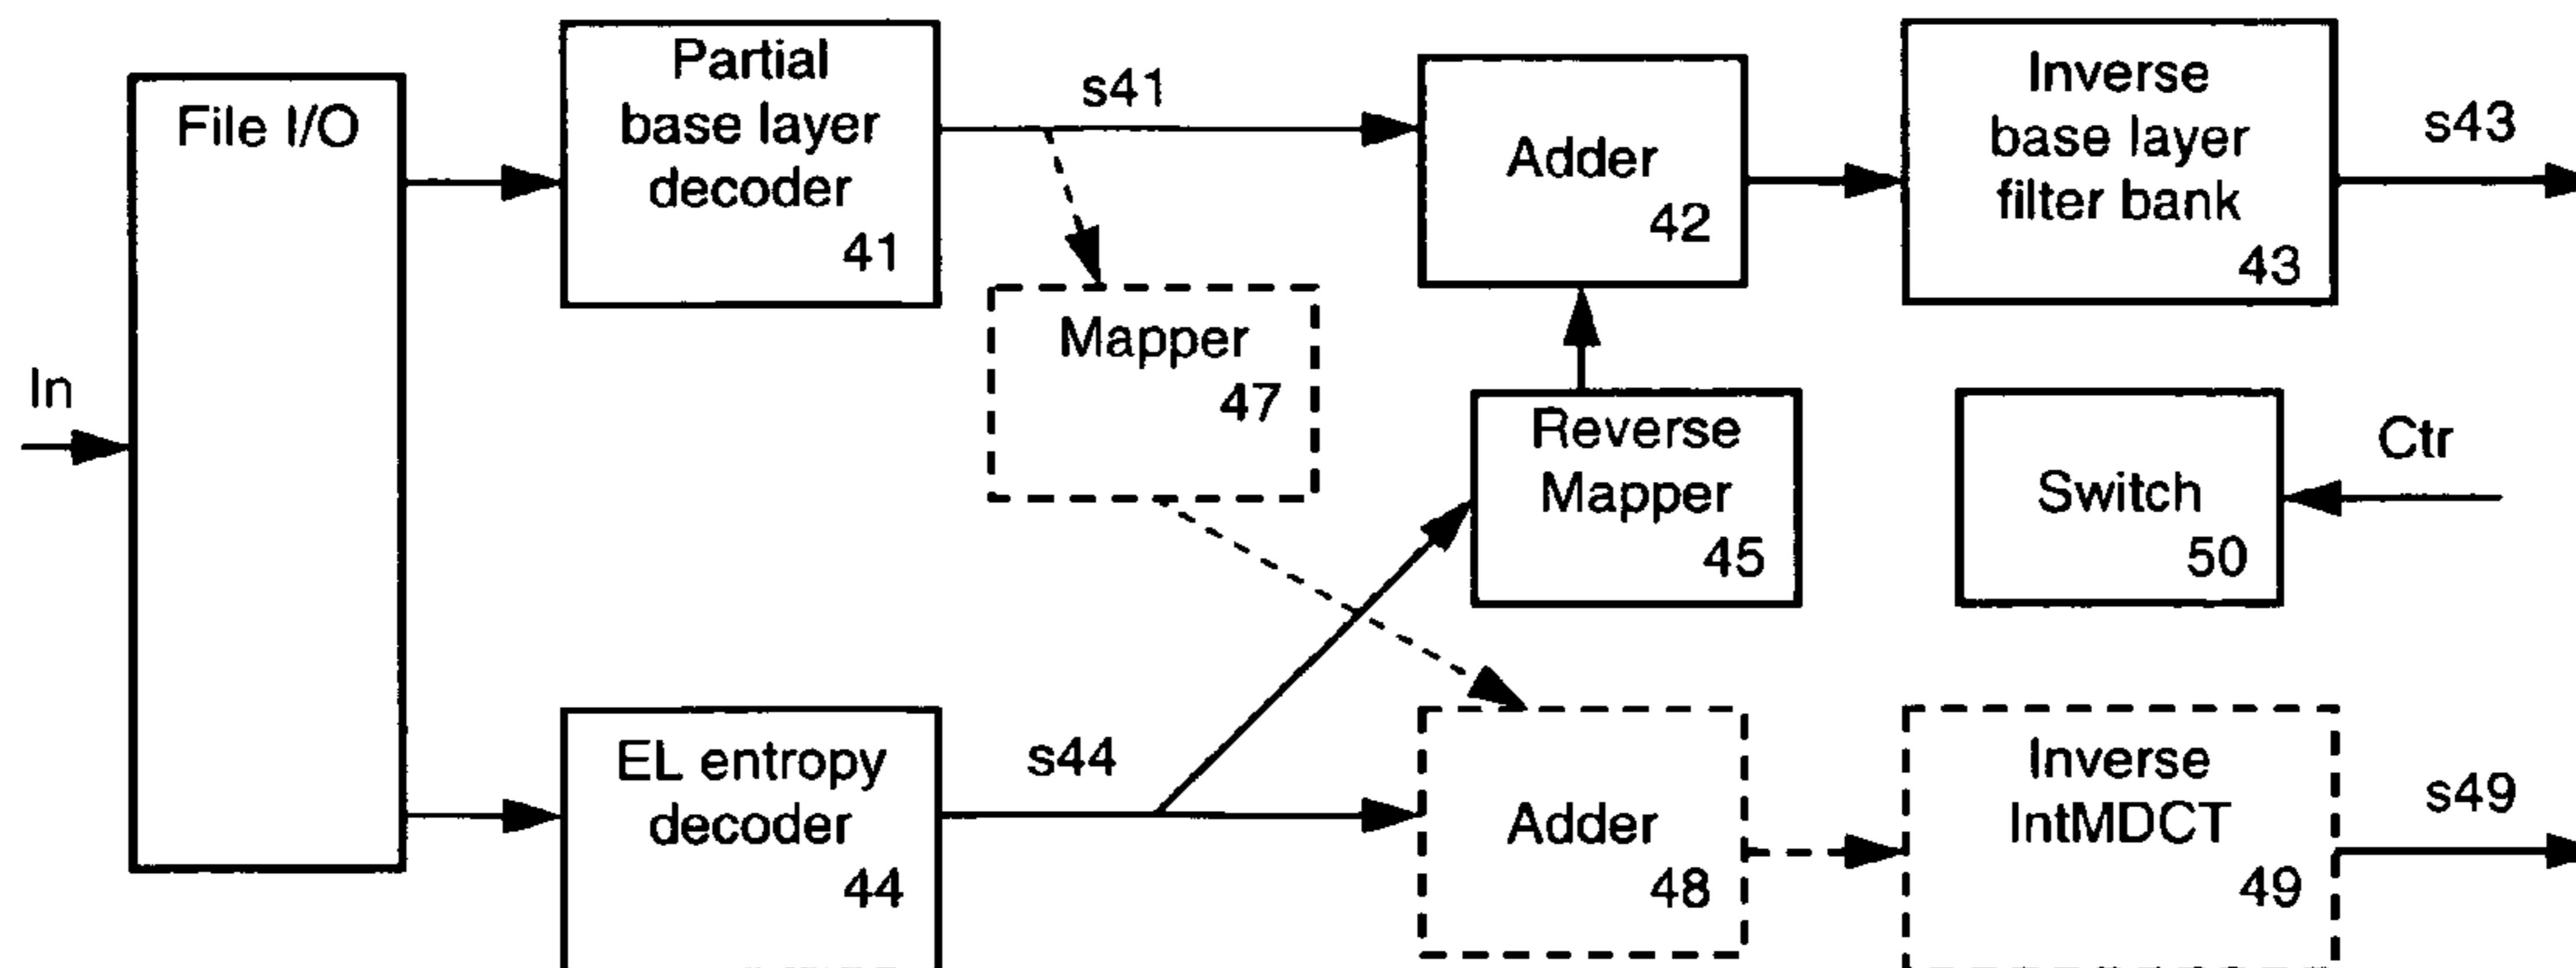 File I/O
Partial
base layer
decoder
41
s41
Adder
42
Inverse
base layer
filter bank
43
s43
In
Mapper
47
Reverse
Mapper
45
Switch
50
Ctr
EL entropy
decoder
44
s44
Adder
48
Inverse
IntMDCT
49
s49